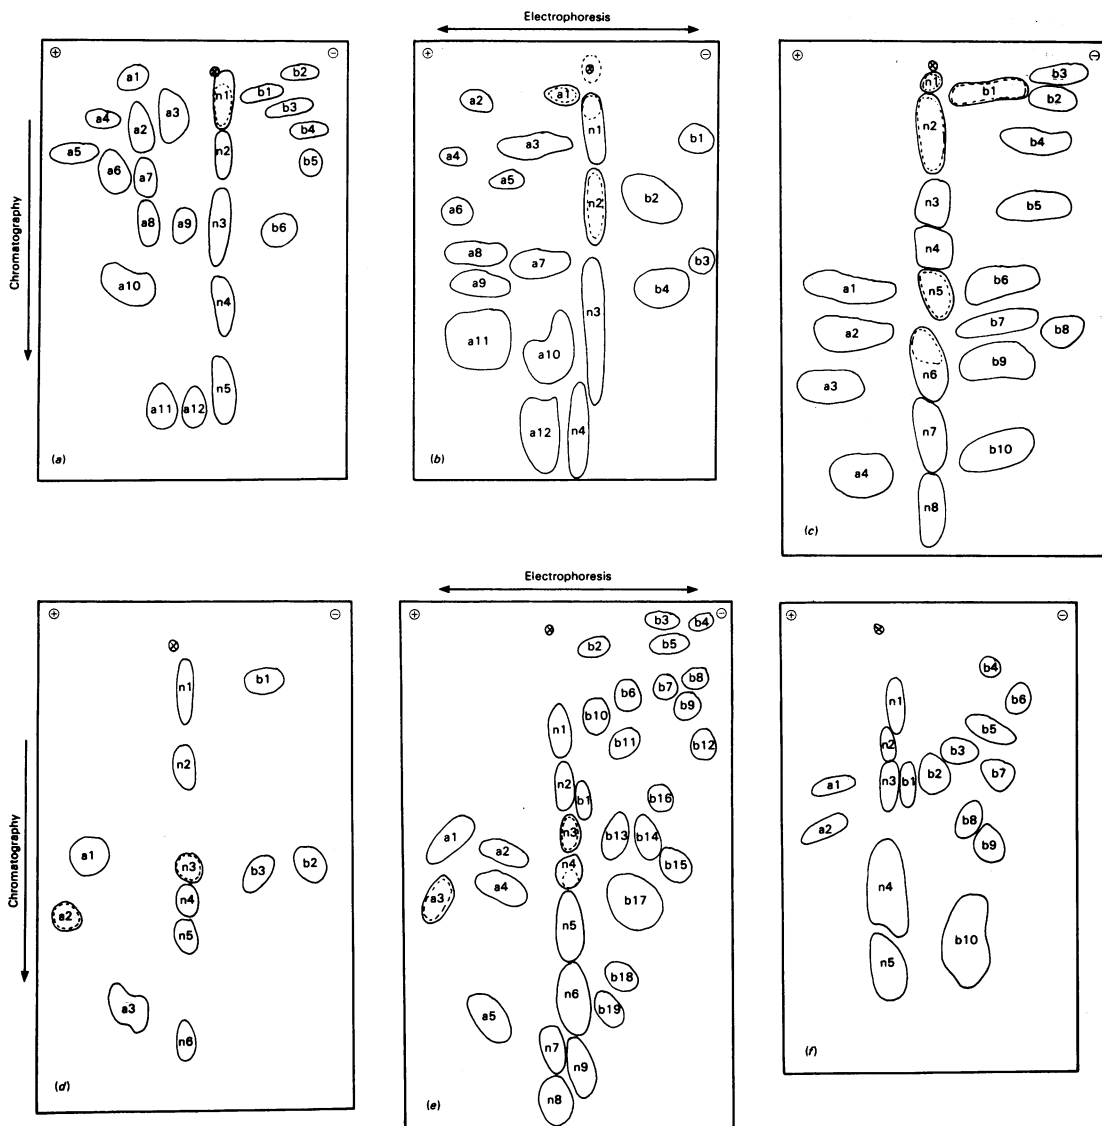 Electrophoresis
Chromatography
⊕ ⊖
a1 b2
n1 b1
a3 b3
a4 a2 b4
a5 a6 a7 n2 b5
a8 a9 n3 b6
a10 n4
n5
a11 a12
(a)
⊕ ⊖
a2 a1
n1 b1
a3
a4
a5
a6 n2 b2
a8 a7 b3
a9 b4
n3
a11 a10
a12 n4
(b)
⊕ ⊖
n1 b1 b3
b2
n2 b4
n3 b5
n4
a1 n5 b6
a2 b7 b8
b9
a3 n6
n7 b10
a4
n8
(c)
Electrophoresis
Chromatography
⊕ ⊖
n1 b1
n2
a1 n3 b3 b2
n4
a2
n5
a3
n6
(d)
⊕ ⊖
b3 b4
b2 b5
b6 b7 b8
b9
n1 b10
b11 b12
n2
b1 b16
a1 n3 b13 b14
a2
n4 b15
a3 a4
n5 b17
b18
n6
a5 b19
n7
n9
n8
(e)
⊕ ⊖
b4
b6
n1
b5
n2 b3
a1 n3 b1 b2 b7
a2 b8
b9
n4
b10
n5
(f)